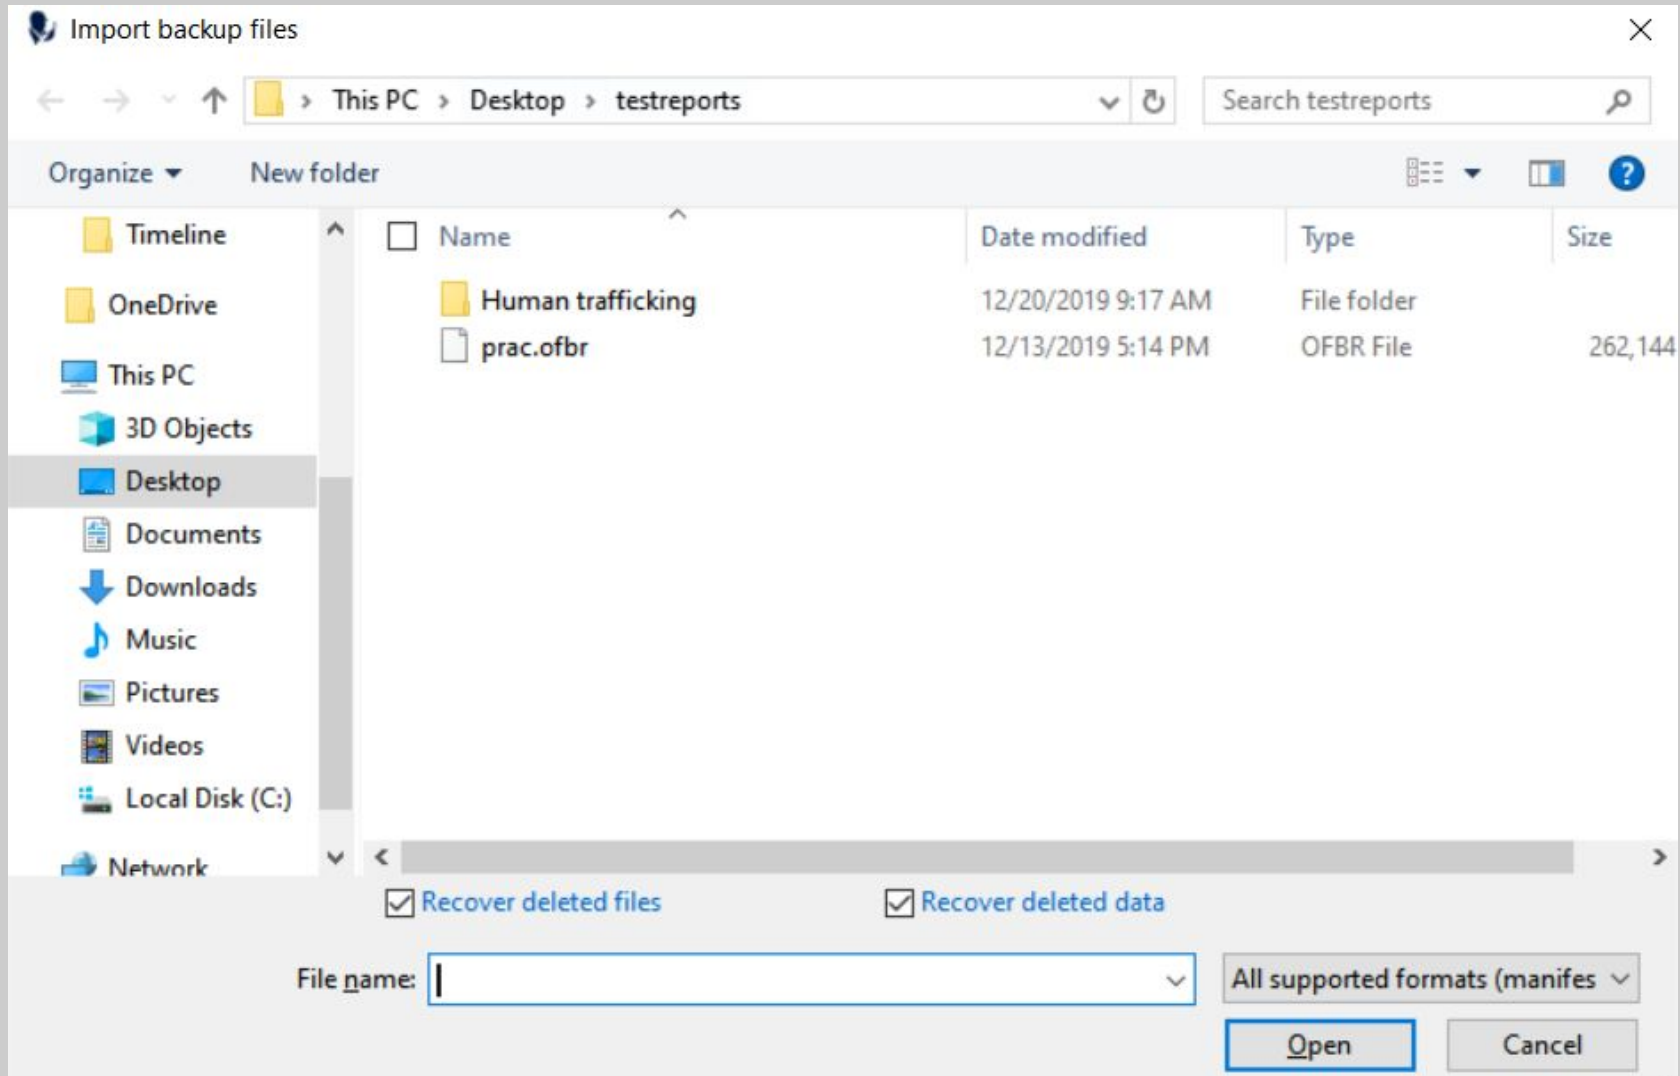 Import backup files
This PC > Desktop > testreports
Search testreports
Organize
New folder
?
Name
Date modified
Type
Size
Human trafficking
12/20/2019 9:17 AM
File folder
prac.ofbr
12/13/2019 5:14 PM
OFBR File
262,144
Timeline
OneDrive
This PC
3D Objects
Desktop
Documents
Downloads
Music
Pictures
Videos
Local Disk (C:)
Network
Recover deleted files
Recover deleted data
File name:
All supported formats (manifes
Open
Cancel